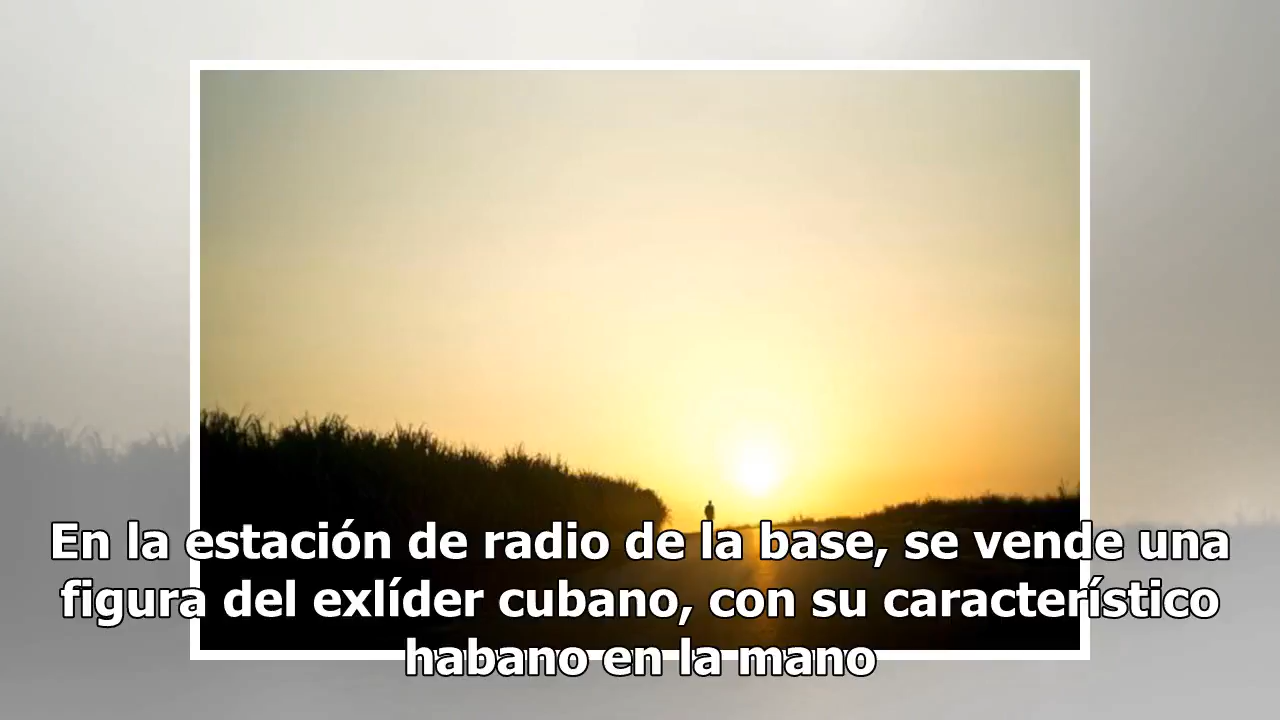 En la estación de radio de la base, se vende una
figura del exlíder cubano, con su característico
habano en la mano